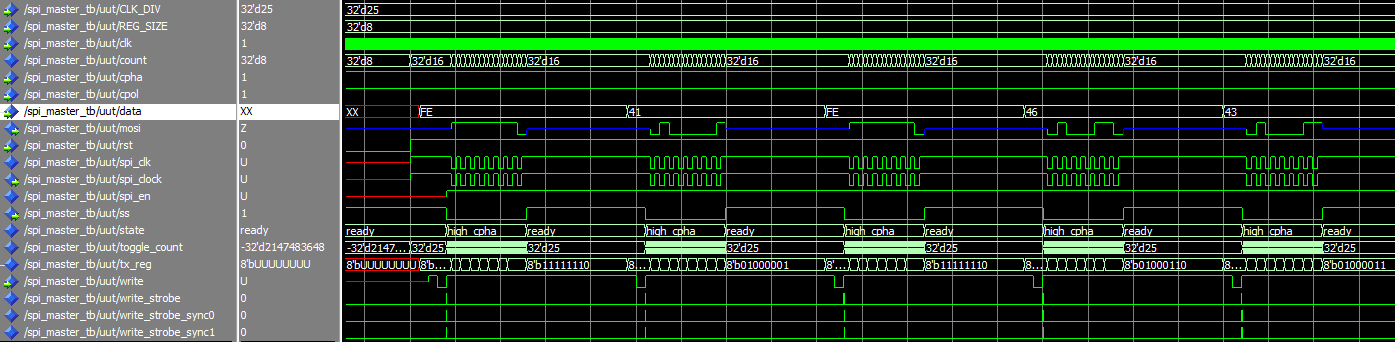 /spi_master_tb/uut/CLK_DIV 32'd25 32'd25
/spi_master_tb/uut/REG_SIZE 32'd8 32'd8
/spi_master_tb/uut/clk 1
/spi_master_tb/uut/count 32'd8 32'd8 32'd16 32'd16 32'd16 32'd16 32'd16 32'd16
/spi_master_tb/uut/cpha 1
/spi_master_tb/uut/cpol 1
/spi_master_tb/uut/data XX XX FE 41 FE 46 43
/spi_master_tb/uut/mosi Z
/spi_master_tb/uut/rst 0
/spi_master_tb/uut/spi_clk U
/spi_master_tb/uut/spi_clock U
/spi_master_tb/uut/spi_en U
/spi_master_tb/uut/ss 1
/spi_master_tb/uut/state ready ready high_cpha ready high_cpha ready high_cpha ready high_cpha ready high_cpha ready
/spi_master_tb/uut/toggle_count -32'd2147483648 -32'd2147... 32'd25 32'd25 32'd25 32'd25 32'd25 32'd25
/spi_master_tb/uut/tx_reg 8'bUUUUUUUU 8'bUUUUUUUU 8'b... 8'b11111110 8... 8'b01000001 8'... 8'b11111110 8... 8'b01000110 8... 8'b01000011
/spi_master_tb/uut/write U
/spi_master_tb/uut/write_strobe 0
/spi_master_tb/uut/write_strobe_sync0 0
/spi_master_tb/uut/write_strobe_sync1 0